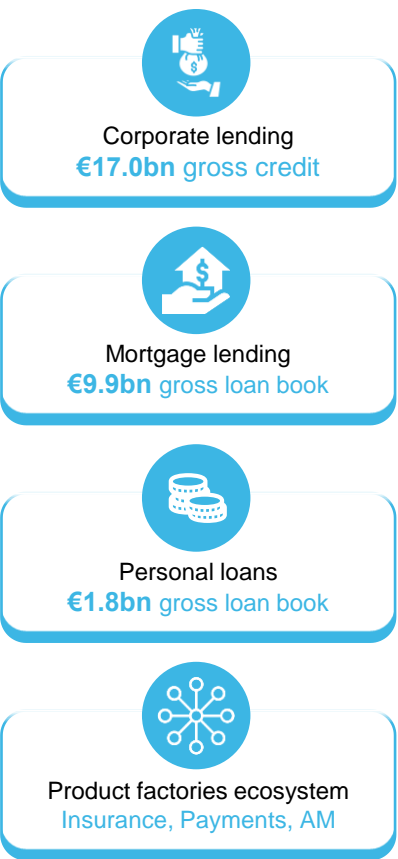 Corporate lending
€17.0bn gross credit
Mortgage lending
€9.9bn gross loan book
Personal loans
€1.8bn gross loan book
Product factories ecosystem
Insurance, Payments, AM